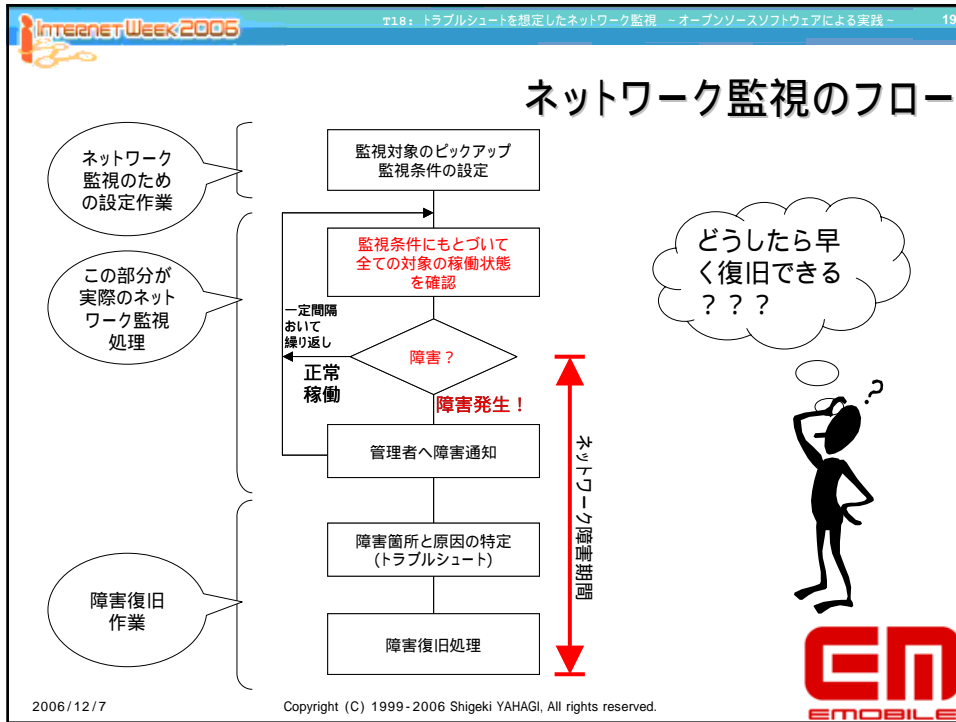 INTERNET WEEK 2006
T18: トラブルシュートを想定したネットワーク監視 ~オープンソースソフトウェアによる実践~
19
ネットワーク監視のフロー
ネットワーク
監視のため
の設定作業
監視対象のピックアップ
監視条件の設定
監視条件にもとづいて
全ての対象の稼働状態
を確認
この部分が
実際のネット
ワーク監視
処理
一定間隔
おいて
繰り返し
障害？
正常
稼働
障害発生！
管理者へ障害通知
障害箇所と原因の特定
(トラブルシュート)
障害復旧処理
障害復旧
作業
ネットワーク障害期間
どうしたら早
く復旧できる
？？？
?
EM
EMOBILE
2006/12/7
Copyright (C) 1999-2006 Shigeki YAHAGI, All rights reserved.